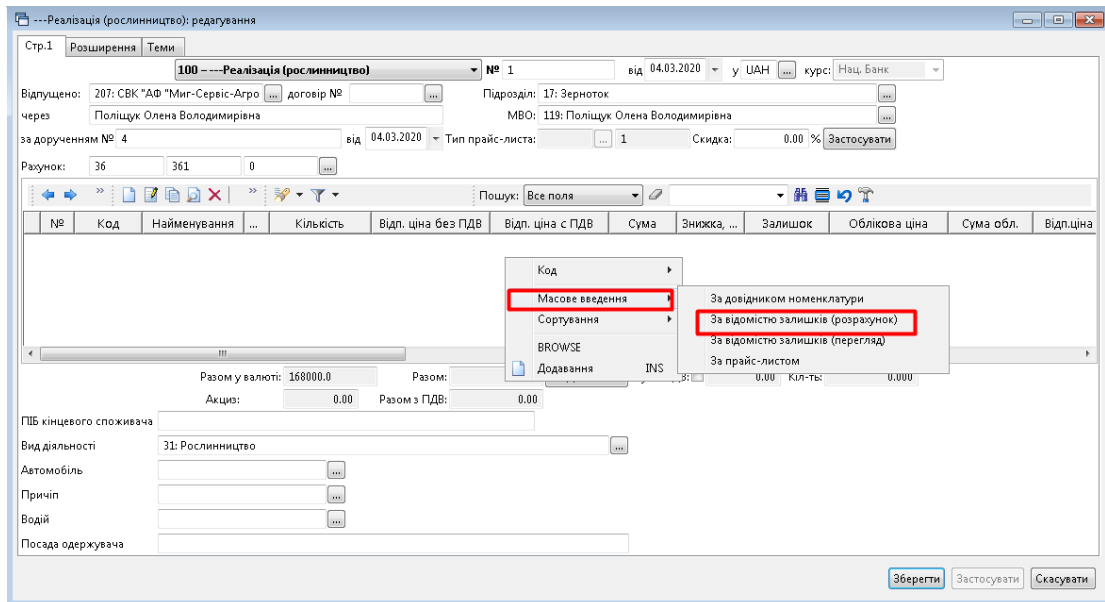 ---Реалізація (рослинництво): редагування
Стр.1 Розширення Теми
100 – ---Реалізація (рослинництво) № 1 від 04.03.2020 у UAH ... курс: Нац. Банк
Відпущено: 207: СВК "АФ "Миг-Сервіс-Агро ... договір № ... Підрозділ: 17: Зерноток ...
через Поліщук Олена Володимирівна МВО: 119: Поліщук Олена Володимирівна ...
за дорученням № 4 від 04.03.2020 Тип прайс-листа: ... 1 Скидка: 0.00 % Застосувати
Рахунок: 36 361 0 ...
Пошук: Все поля
№ Код Найменування ... Кількість Відп. ціна без ПДВ Відп. ціна с ПДВ Сума Знижка, ... Залишок Облікова ціна Сума обл. Відп.ціна
Код
Масове введення За довідником номенклатури
Сортування За відомістю залишків (розрахунок)
BROWSE За відомістю залишків (перегляд)
Додавання INS За прайс-листом
Разом у валюті: 168000.0 Разом: 0.00 Кіл-ть: 0.000
Акциз: 0.00 Разом з ПДВ: 0.00
ПІБ кінцевого споживача
Вид діяльності 31: Рослинництво ...
Автомобіль ...
Причіп ...
Водій ...
Посада одержувача
Зберегти Застосувати Скасувати